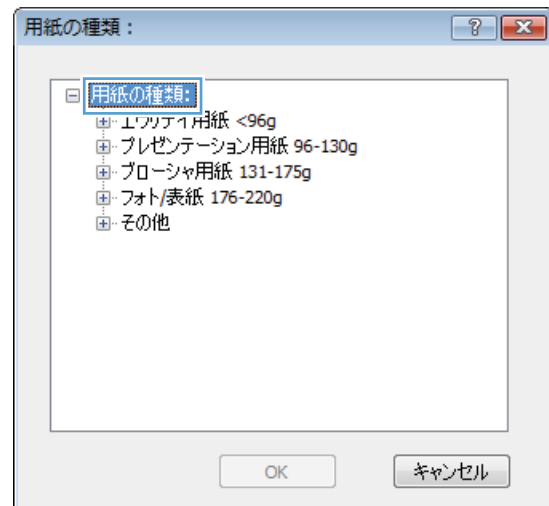 用紙の種類：
用紙の種類:
用紙 <96g
プレゼンテーション用紙 96-130g
ブローシャ用紙 131-175g
フォト/表紙 176-220g
その他
OK
キャンセル